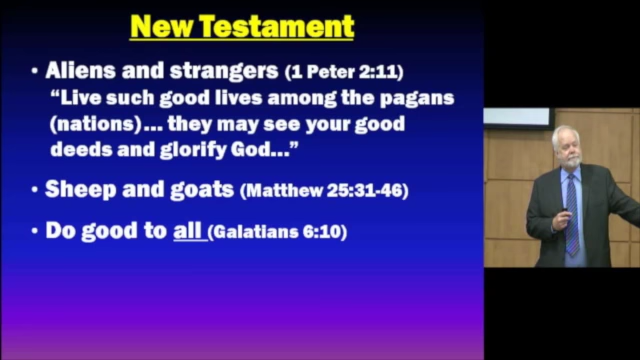 New Testament
• Aliens and strangers (1 Peter 2:11)
“Live such good lives among the pagans
(nations)... they may see your good
deeds and glorify God...”
• Sheep and goats (Matthew 25:31-46)
• Do good to all (Galatians 6:10)